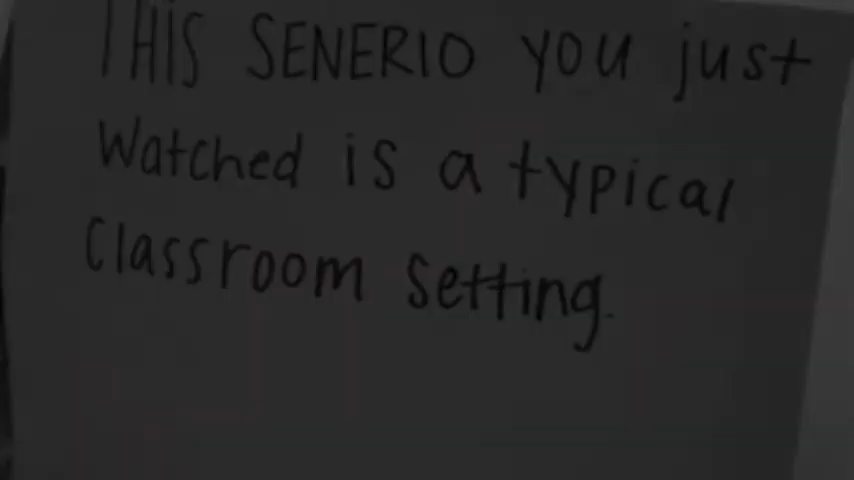 THIS SENERIO YOU just
Watched is a typical
Classroom Setting.